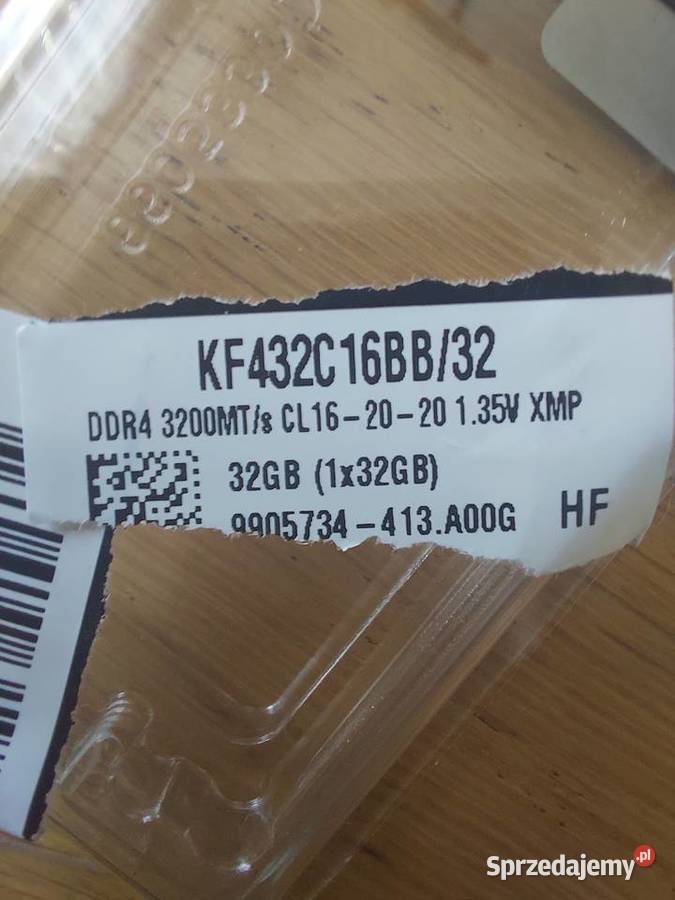 KF432C16BB/32
DDR4 3200MT/s CL16-20-20 1.35V XMP
32GB (1x32GB)
9905734-413.A00G HF
Sprzedajemy.pl